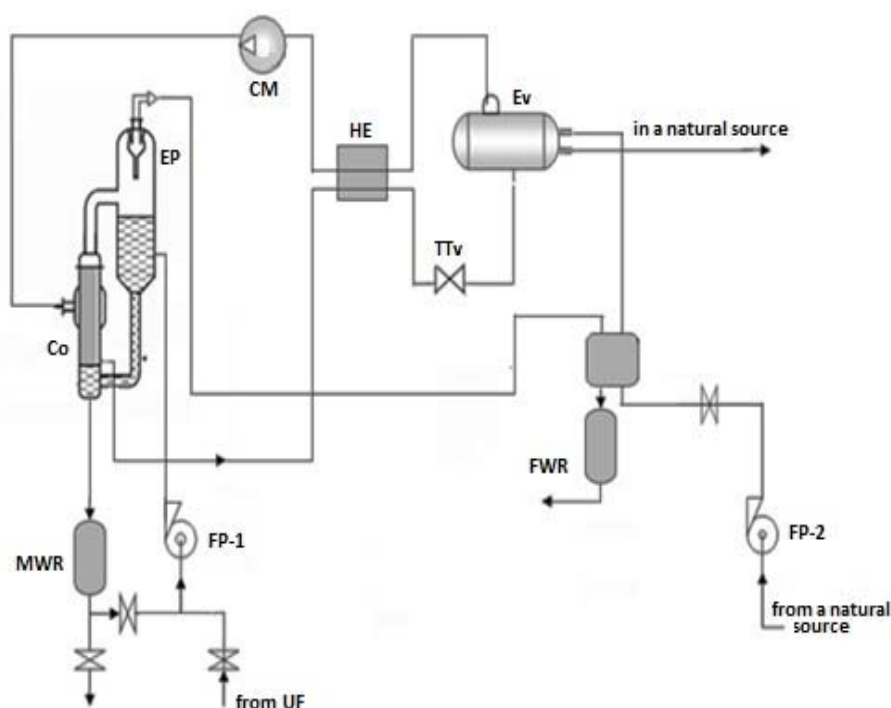 CM
Ev
in a natural source
HE
EP
TTv
Co
FWR
FP-1
FP-2
MWR
from a natural
source
from UF